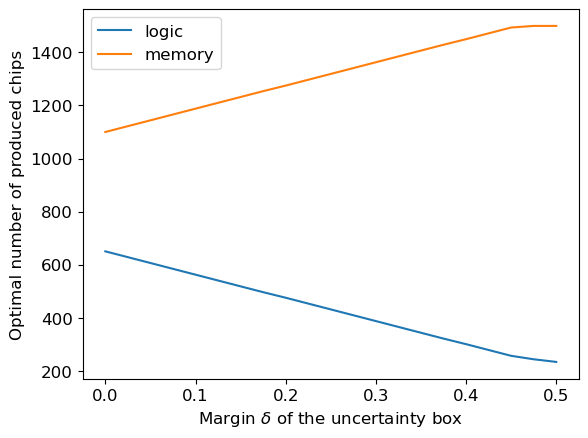 logic
memory
1400
1200
1000
800
600
400
200
Optimal number of produced chips
0.0 0.1 0.2 0.3 0.4 0.5
Margin δ of the uncertainty box